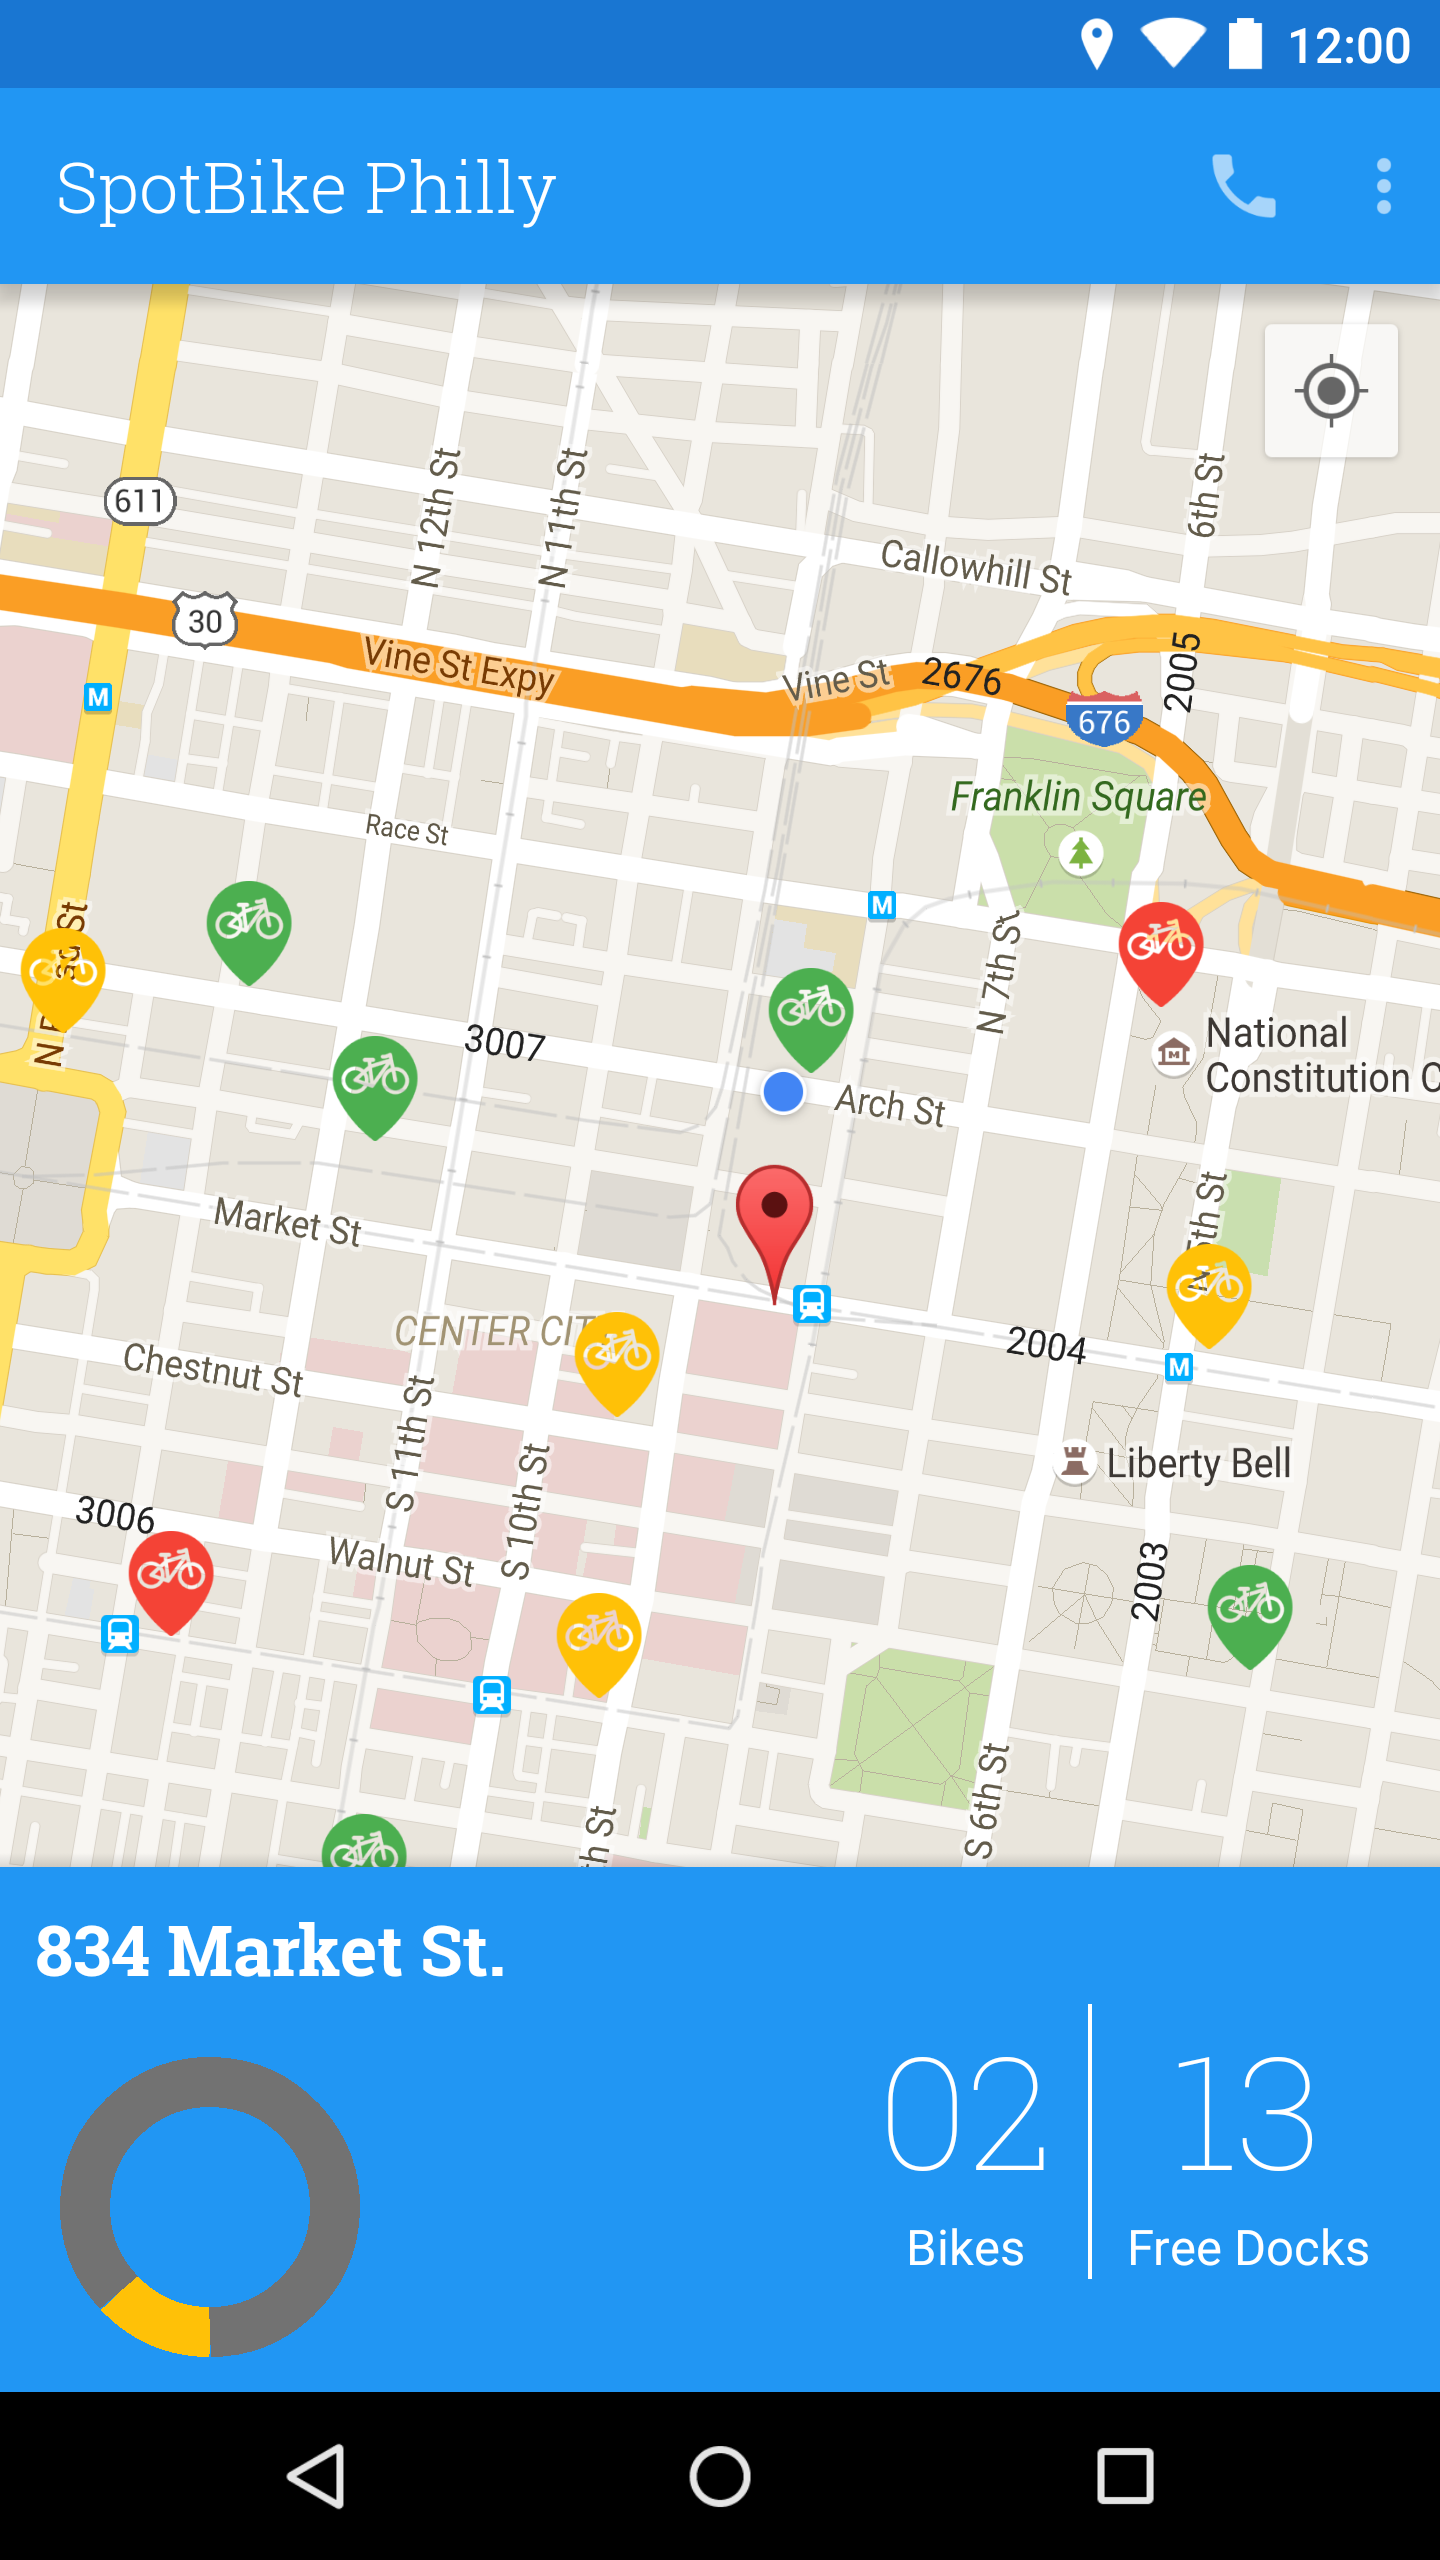 12:00
SpotBike Philly
N 12th St
N 11th St
6th St
611
Callowhill St
30
Vine St Expy
Vine St
2676
2005
676
M
Franklin Square
Race St
M
N 7th St
3007
National
Constitution C
Arch St
Market St
5th St
CENTER CIT
2004
M
Chestnut St
S 11th St
S 10th St
Liberty Bell
3006
Walnut St
2003
S 6th St
th St
834 Market St.
02
13
Bikes
Free Docks